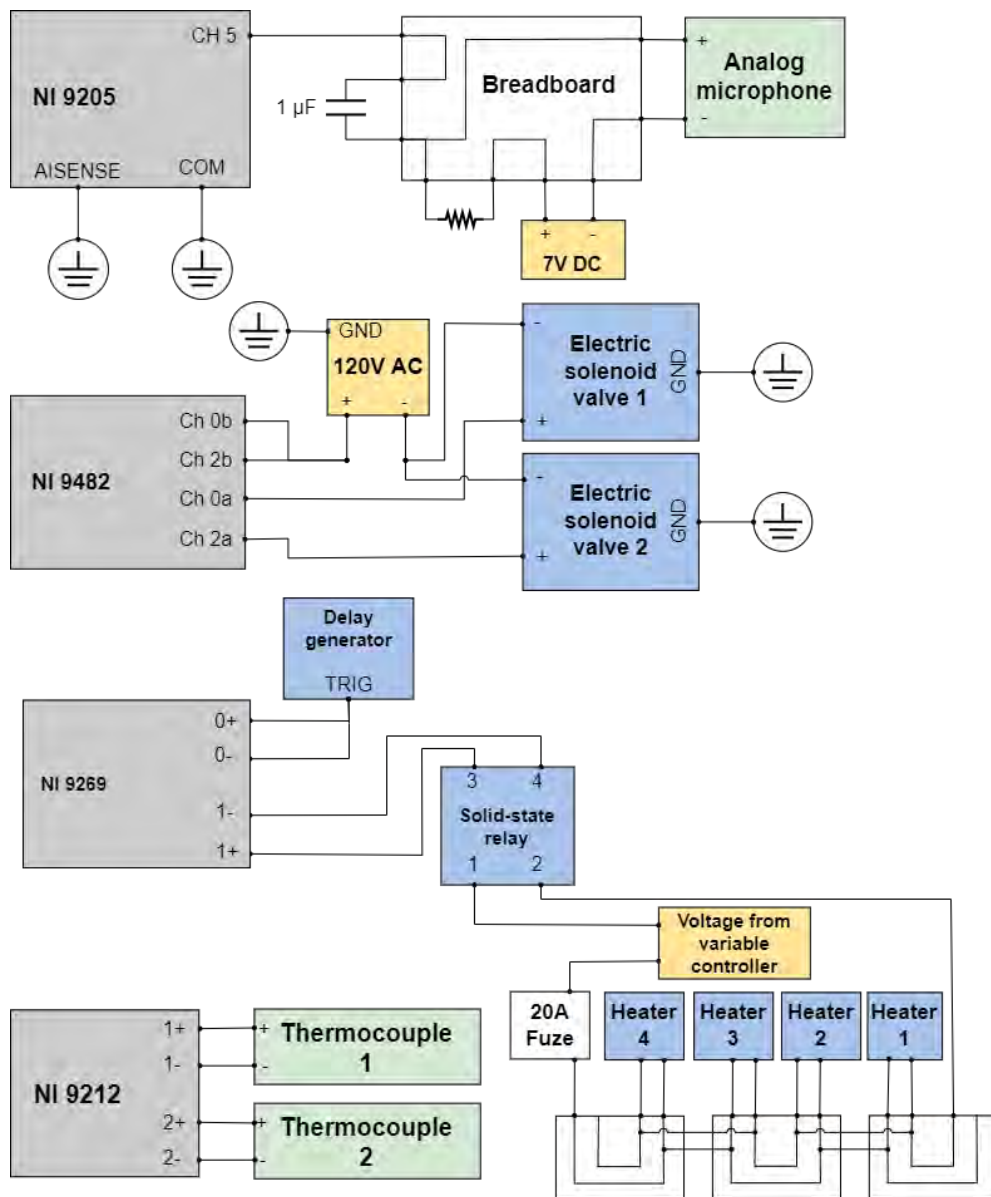 CH 5
NI 9205
AISENSE
COM
1 µF
Breadboard
+
Analog
microphone
-
+ -
7V DC
GND
120V AC
+ -
NI 9482
Ch 0b
Ch 2b
Ch 0a
Ch 2a
-
Electric
solenoid
valve 1
+
GND
-
Electric
solenoid
valve 2
+
GND
Delay
generator
TRIG
NI 9269
0+
0-
1-
1+
3 4
Solid-state
relay
1 2
Voltage from
variable
controller
20A
Fuze
Heater
4
Heater
3
Heater
2
Heater
1
NI 9212
1+
1-
2+
2-
+
Thermocouple
1
-
+
Thermocouple
2
-